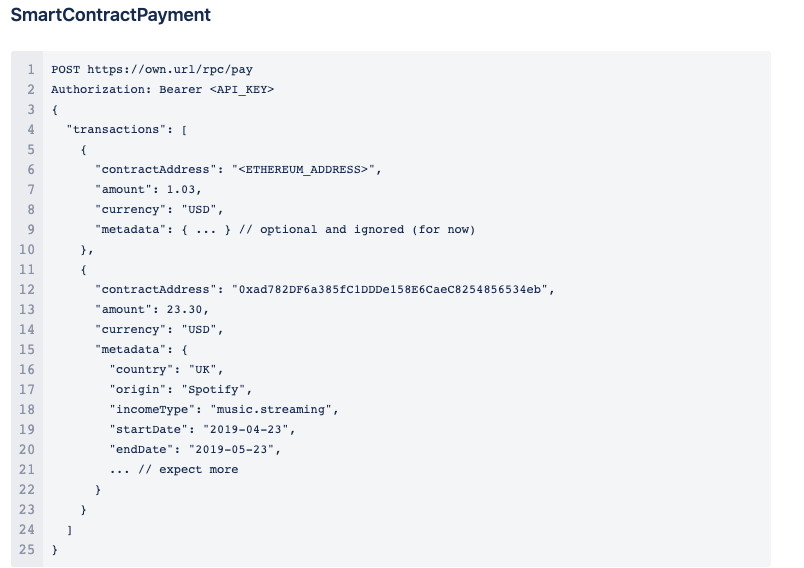 SmartContractPayment
1 POST https://own.url/rpc/pay
2 Authorization: Bearer <API_KEY>
3 {
4   "transactions": [
5     {
6       "contractAddress": "<ETHEREUM_ADDRESS>",
7       "amount": 1.03,
8       "currency": "USD",
9       "metadata": { ... } // optional and ignored (for now)
10     },
11     {
12       "contractAddress": "0xad782DF6a385fC1DDDe158E6CaeC8254856534eb",
13       "amount": 23.30,
14       "currency": "USD",
15       "metadata": {
16         "country": "UK",
17         "origin": "Spotify",
18         "incomeType": "music.streaming",
19         "startDate": "2019-04-23",
20         "endDate": "2019-05-23",
21         ... // expect more
22       }
23     }
24   ]
25 }